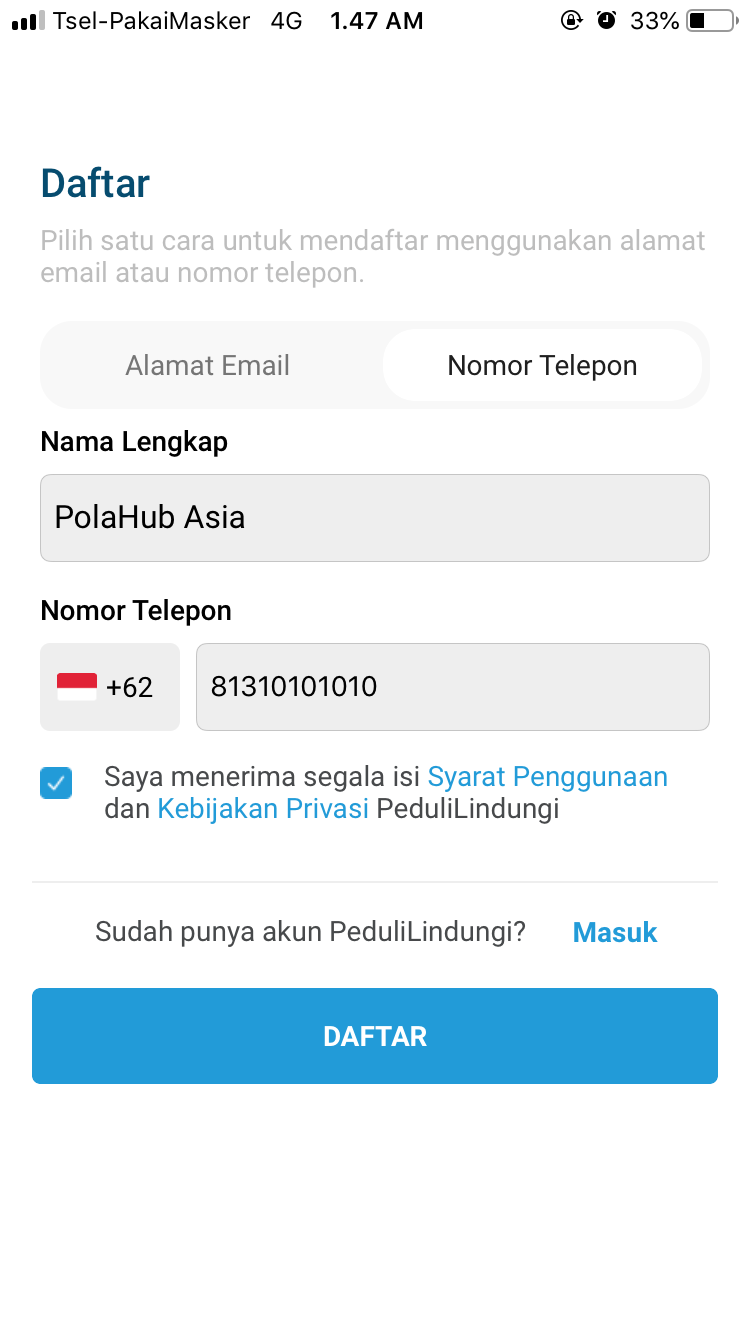 Tsel-PakaiMasker 4G 1.47 AM 33%
Daftar
Pilih satu cara untuk mendaftar menggunakan alamat
email atau nomor telepon.
Alamat Email Nomor Telepon
Nama Lengkap
PolaHub Asia
Nomor Telepon
+62 81310101010
Saya menerima segala isi Syarat Penggunaan
dan Kebijakan Privasi PeduliLindungi
Sudah punya akun PeduliLindungi? Masuk
DAFTAR